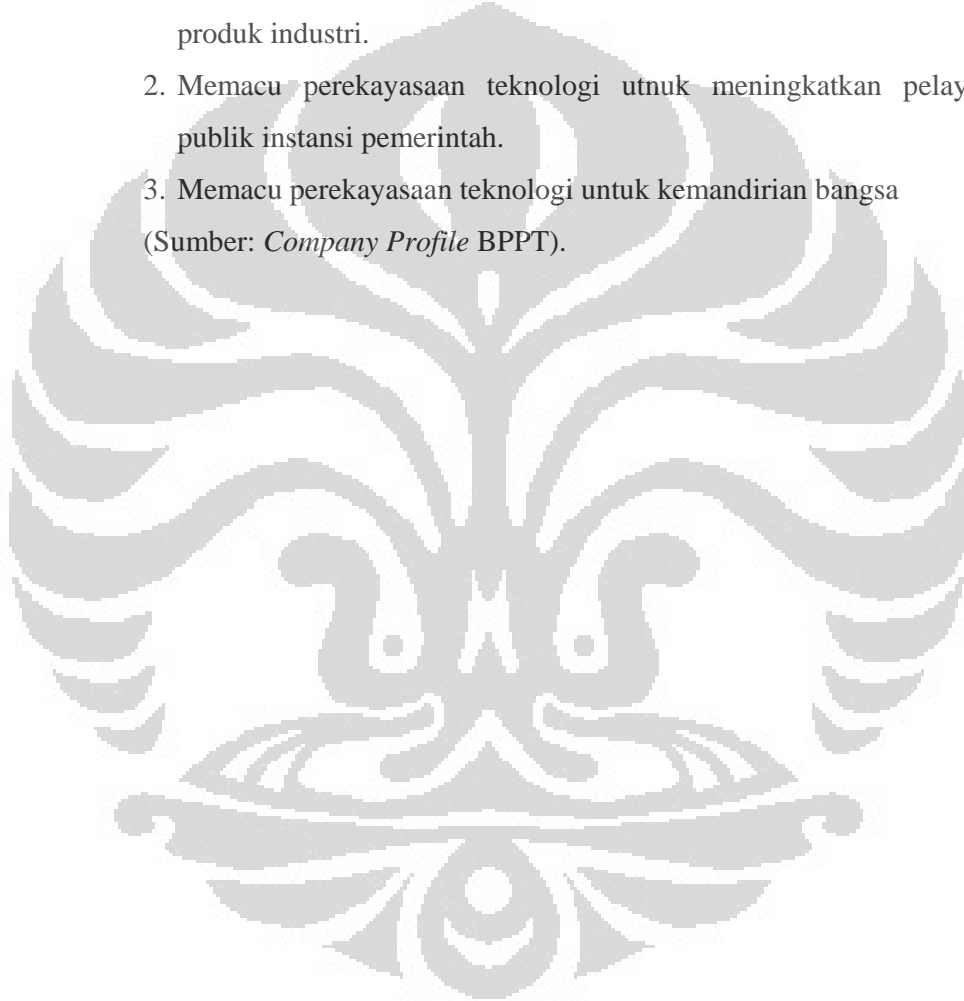 produk industri.
2. Memacu perekayasaan teknologi utnuk meningkatkan pelay
publik instansi pemerintah.
3. Memacu perekayasaan teknologi untuk kemandirian bangsa
(Sumber: Company Profile BPPT).